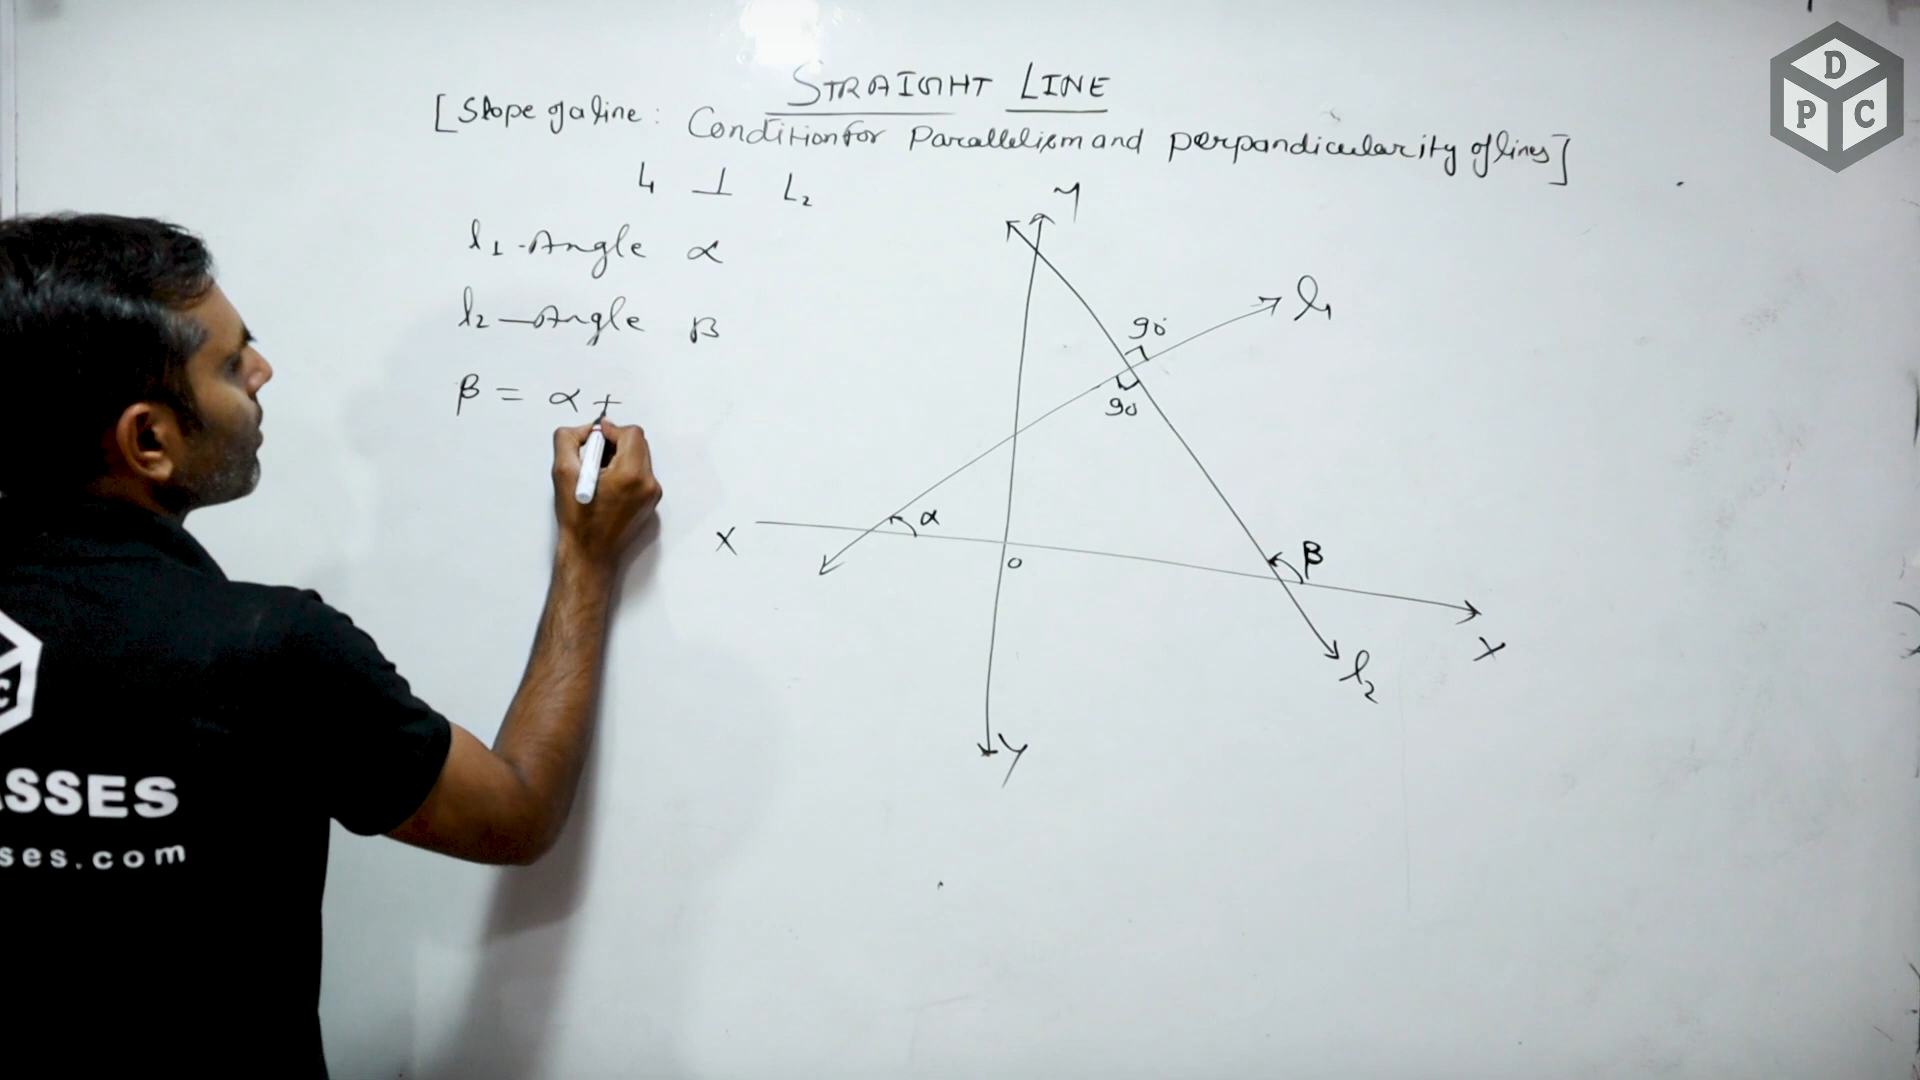 STRAIGHT LINE
[Slope of a line: Condition for Parallelism and perpandicularity of lines]
L1 ⊥ L2
l1 - Angle α
l2 - Angle β
β = α +
Y
l1
90°
90
α
X
O
β
X
l2
Y
D
P C
C
ASSES
ses.com